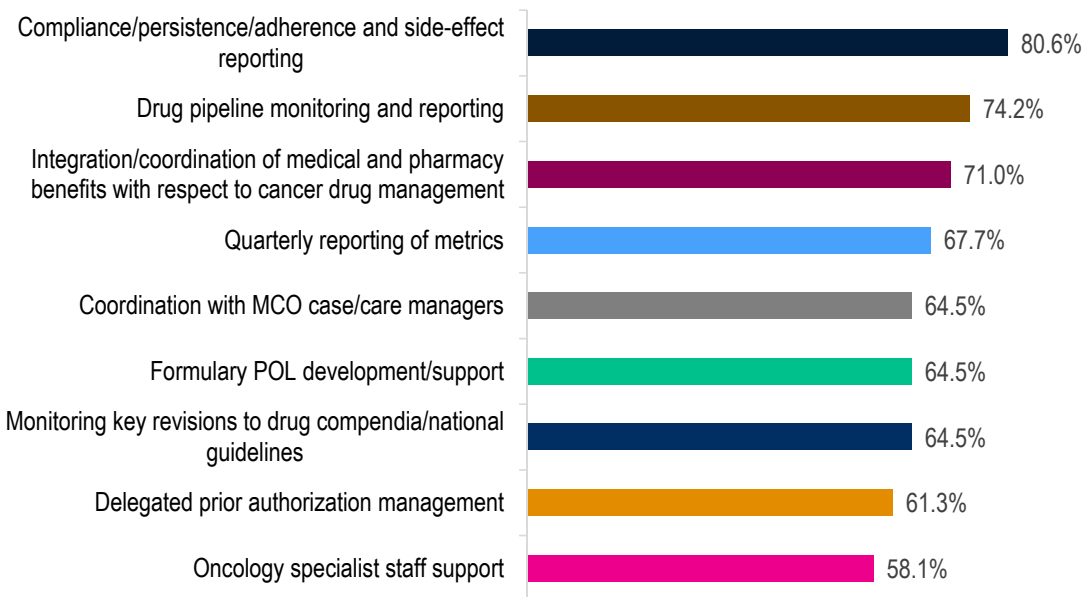 Compliance/persistence/adherence and side-effect
reporting
80.6%
Drug pipeline monitoring and reporting
74.2%
Integration/coordination of medical and pharmacy
benefits with respect to cancer drug management
71.0%
Quarterly reporting of metrics
67.7%
Coordination with MCO case/care managers
64.5%
Formulary POL development/support
64.5%
Monitoring key revisions to drug compendia/national
guidelines
64.5%
Delegated prior authorization management
61.3%
Oncology specialist staff support
58.1%